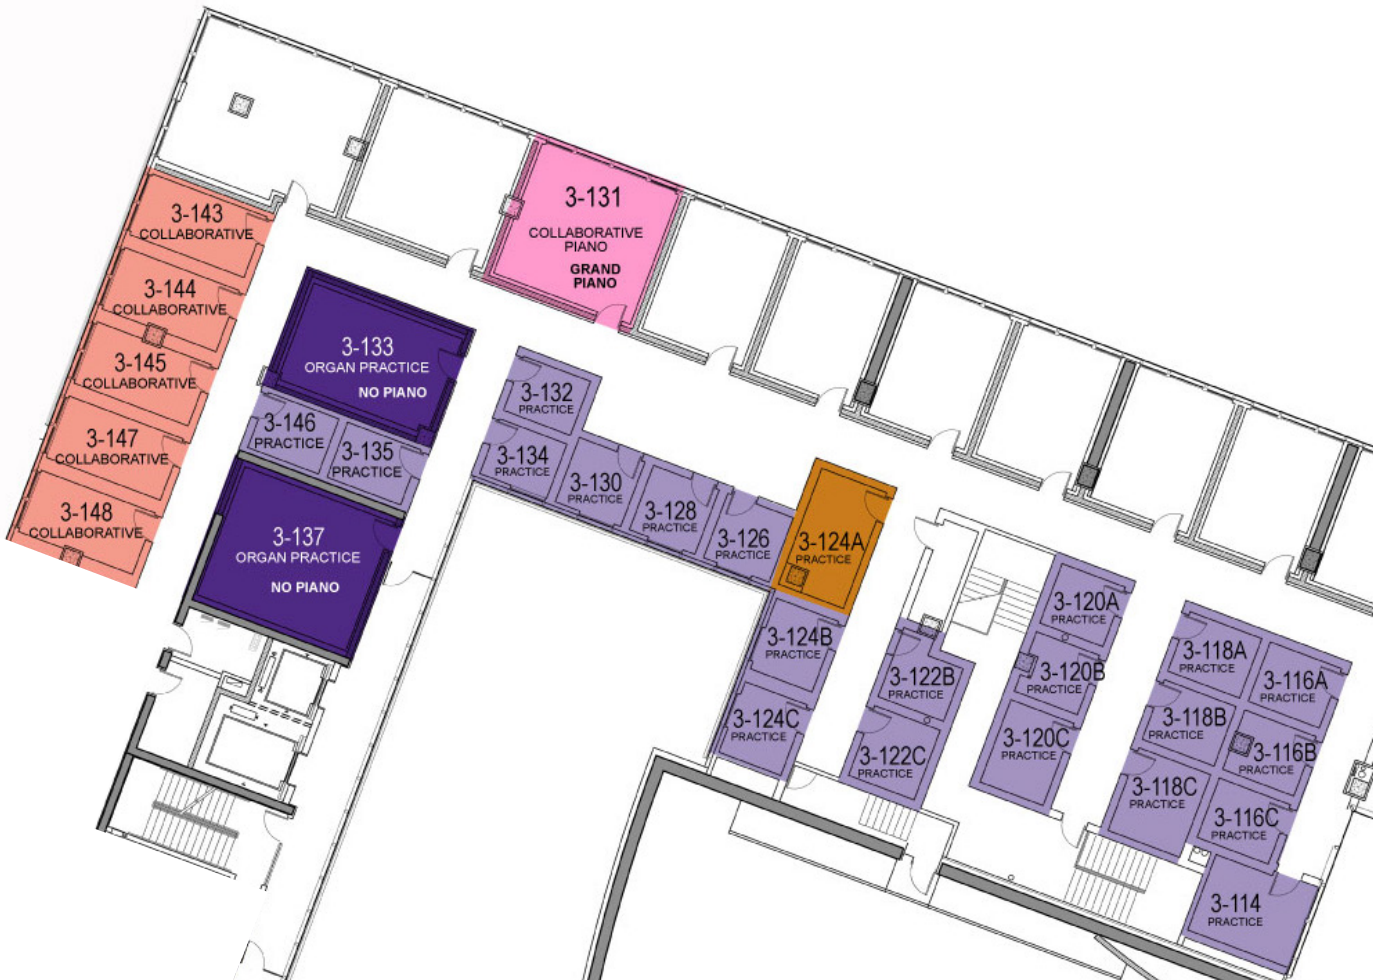 3-131
COLLABORATIVE
PIANO
GRAND
PIANO
3-143
COLLABORATIVE
3-144
COLLABORATIVE
3-145
COLLABORATIVE
3-147
COLLABORATIVE
3-148
COLLABORATIVE
3-133
ORGAN PRACTICE
NO PIANO
3-146
PRACTICE
3-135
PRACTICE
3-137
ORGAN PRACTICE
NO PIANO
3-132
PRACTICE
3-134
PRACTICE
3-130
PRACTICE
3-128
PRACTICE
3-126
PRACTICE
3-124A
PRACTICE
3-124B
PRACTICE
3-124C
PRACTICE
3-122B
PRACTICE
3-122C
PRACTICE
3-120A
PRACTICE
3-120B
PRACTICE
3-120C
PRACTICE
3-118A
PRACTICE
3-118B
PRACTICE
3-118C
PRACTICE
3-116A
PRACTICE
3-116B
PRACTICE
3-116C
PRACTICE
3-114
PRACTICE